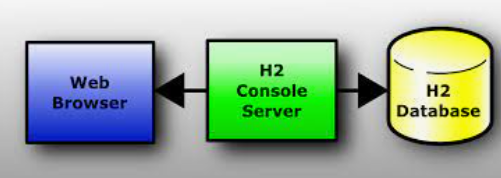 Web
Browser
H2
Console
Server
H2
Database